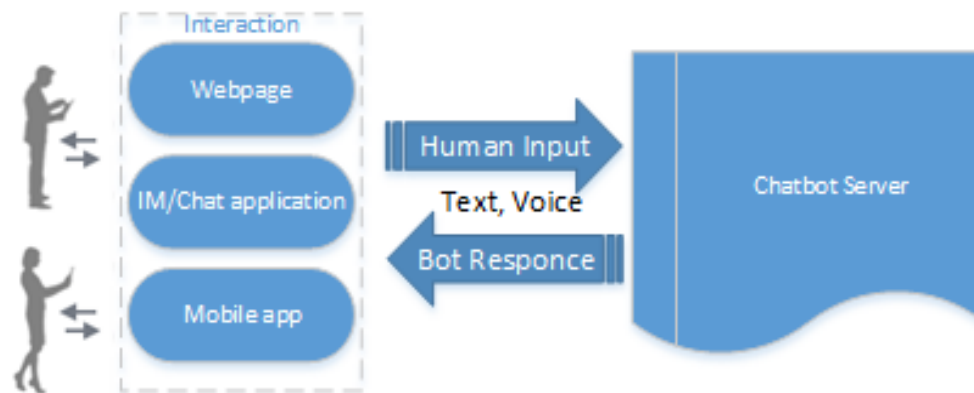 Interaction
Webpage
IM/Chat application
Mobile app
Human Input
Text, Voice
Bot Responce
Chatbot Server